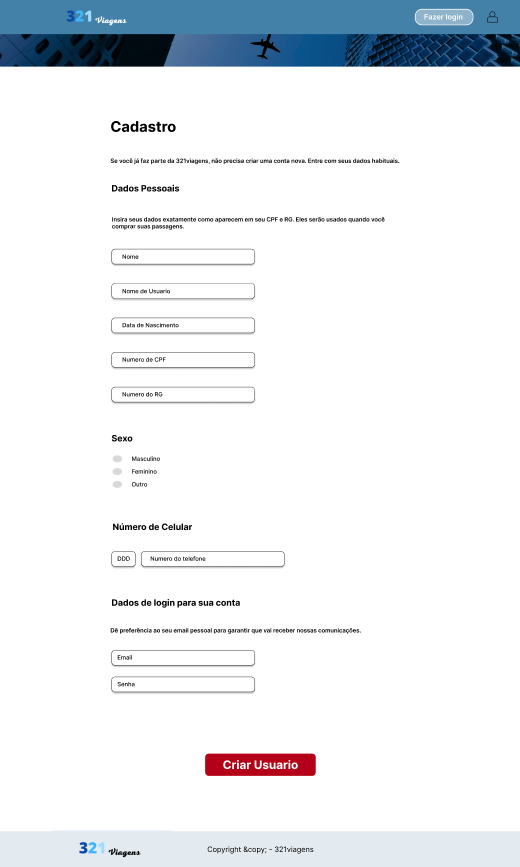 321 Viagens
Fazer login
Cadastro
Se você já faz parte da 321viagens, não precisa criar uma conta nova. Entre com seus dados habituais.
Dados Pessoais
Insira seus dados exatamente como aparecem em seu CPF e RG. Eles serão usados quando você
comprar suas passagens.
Nome
Nome de Usuario
Data de Nascimento
Numero de CPF
Numero do RG
Sexo
Masculino
Feminino
Outro
Número de Celular
DDD
Numero do telefone
Dados de login para sua conta
Dê preferência ao seu email pessoal para garantir que vai receber nossas comunicações.
Email
Senha
Criar Usuario
321 Viagens
Copyright &copy; - 321viagens